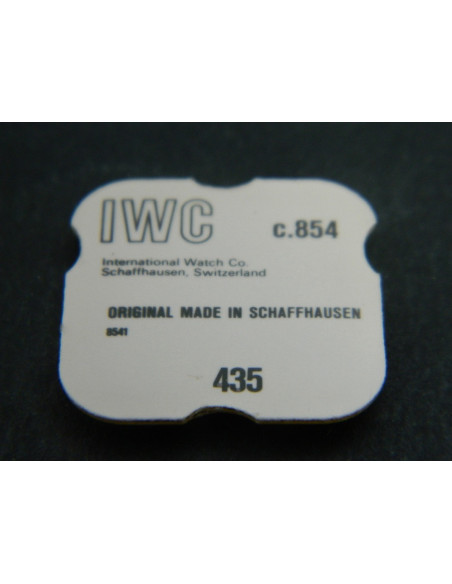 IWC c.854
International Watch Co.
Schaffhausen, Switzerland
ORIGINAL MADE IN SCHAFFHAUSEN
8541
435